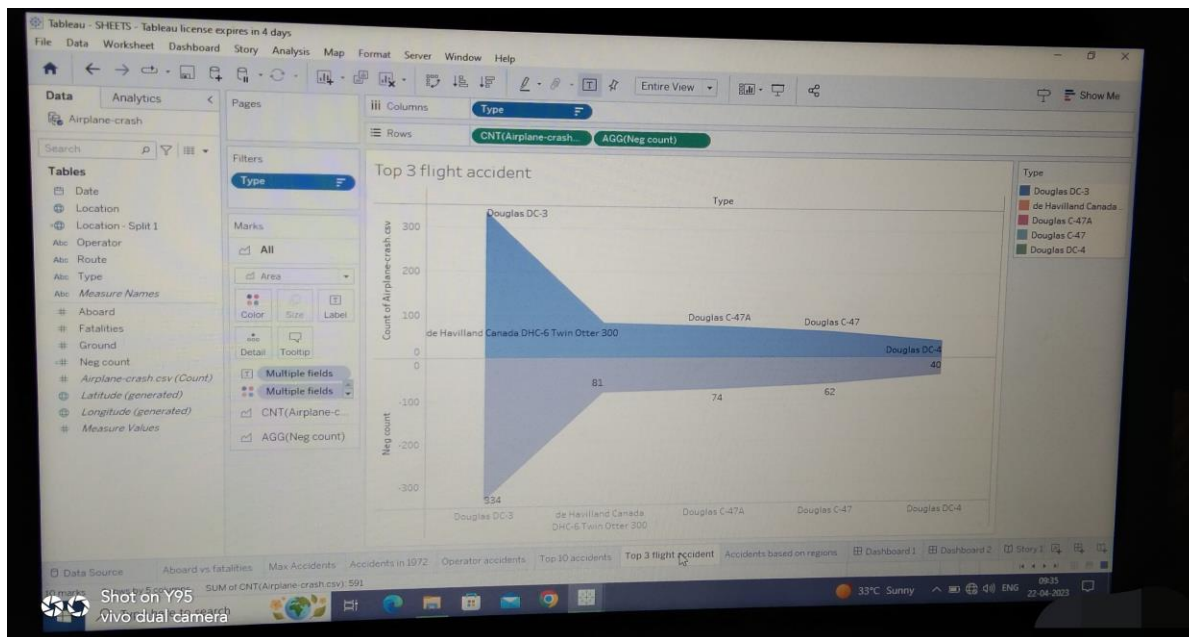 Tableau - SHEETS - Tableau license expires in 4 days
File Data Worksheet Dashboard Story Analysis Map Format Server Window Help
Entire View
Show Me
Data Analytics
Airplane-crash
Search
Tables
Date
Location
Location - Split 1
Abc Operator
Abc Route
Abc Type
Abc Measure Names
# Aboard
# Fatalities
# Ground
# Neg count
# Airplane-crash.csv (Count)
Latitude (generated)
Longitude (generated)
# Measure Values
Pages
Filters
Type
Marks
All
Area
Color Size Label
Detail Tooltip
Multiple fields
Multiple fields
CNT(Airplane-c...
AGG(Neg count)
Columns Type
Rows CNT(Airplane-crash... AGG(Neg count)
Top 3 flight accident
Type
Count of Airplane-crash.csv
300
200
100
0
Douglas DC-3
de Havilland Canada DHC-6 Twin Otter 300
Douglas C-47A
Douglas C-47
Douglas DC-4
Neg count
0
-100
-200
-300
334
81
74
62
40
Douglas DC-3
de Havilland Canada
DHC-6 Twin Otter 300
Douglas C-47A
Douglas C-47
Douglas DC-4
Type
Douglas DC-3
de Havilland Canada...
Douglas C-47A
Douglas C-47
Douglas DC-4
Data Source Aboard vs fatalities Max Accidents Accidents in 1972 Operator accidents Top 10 accidents Top 3 flight accident Accidents based on regions Dashboard 1 Dashboard 2 Story 1
10 marks SUM of CNT(Airplane-crash.csv): 591
search
33°C Sunny ENG 09:35
22-04-2023
Shot on Y95
vivo dual camera